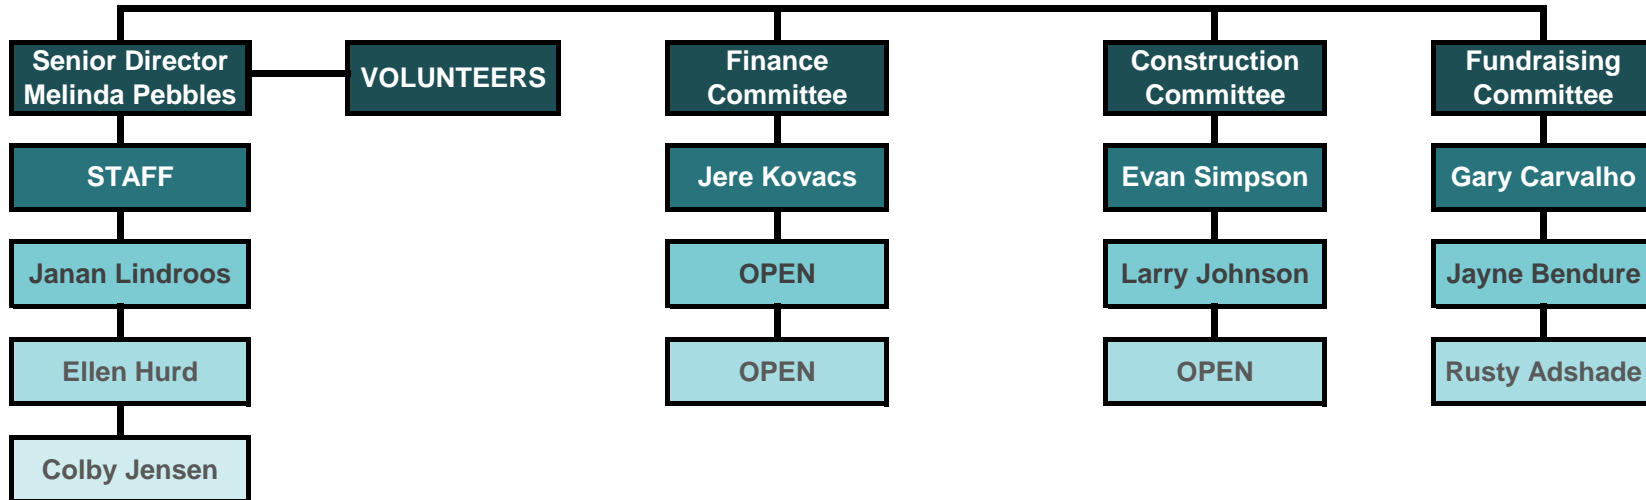 Senior Director
Melinda Pebbles
VOLUNTEERS
Finance
Committee
Construction
Committee
Fundraising
Committee
STAFF
Jere Kovacs
Evan Simpson
Gary Carvalho
Janan Lindroos
OPEN
Larry Johnson
Jayne Bendure
Ellen Hurd
OPEN
OPEN
Rusty Adshade
Colby Jensen